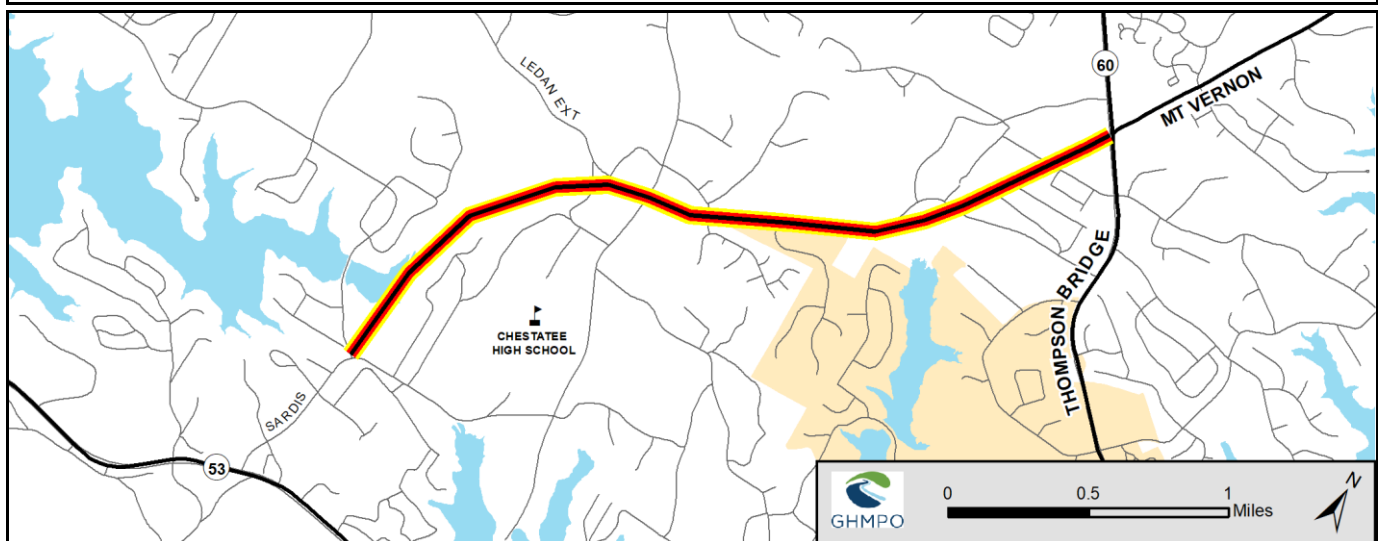 LEDAN EXT
60
MT VERNON
THOMPSON BRIDGE
CHESTATEE
HIGH SCHOOL
SARDIS
53
GHMPO
0 0.5 1
Miles
N